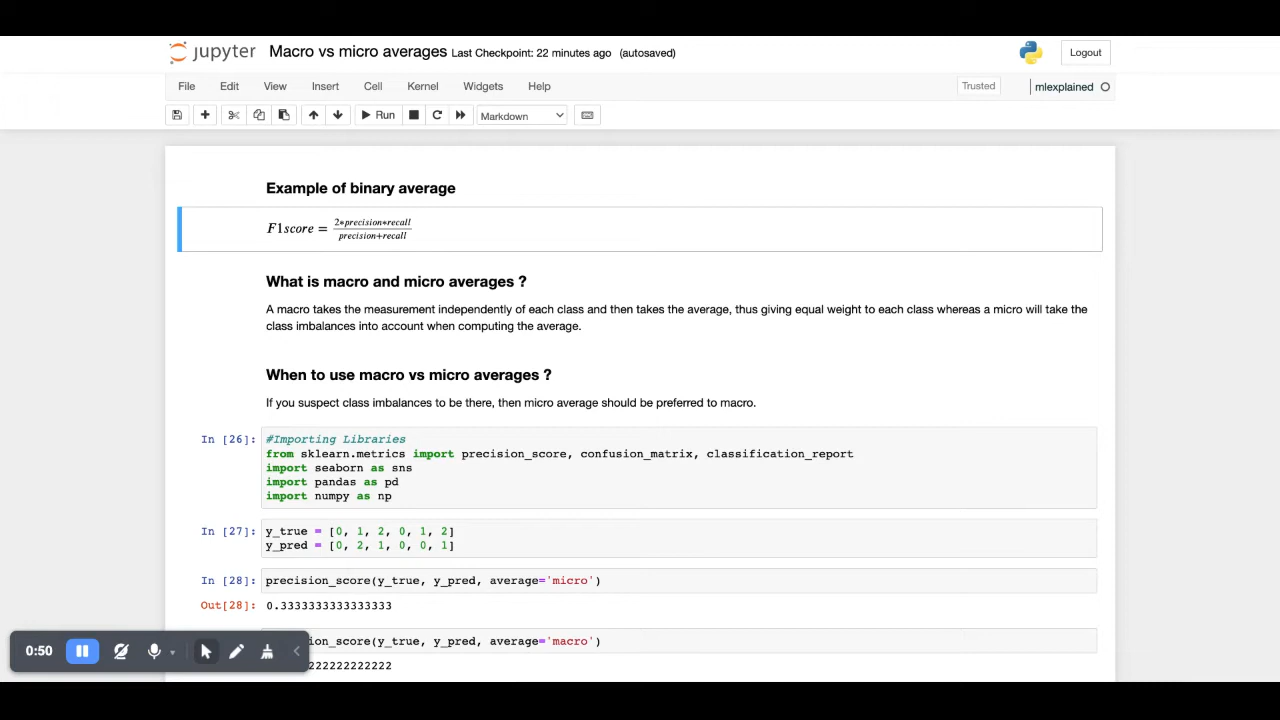 jupyter Macro vs micro averages Last Checkpoint: 22 minutes ago (autosaved) Logout
File Edit View Insert Cell Kernel Widgets Help Trusted mlexplained
Run Markdown
Example of binary average
F1score = 2*precision*recall
precision+recall
What is macro and micro averages ?
A macro takes the measurement independently of each class and then takes the average, thus giving equal weight to each class whereas a micro will take the
class imbalances into account when computing the average.
When to use macro vs micro averages ?
If you suspect class imbalances to be there, then micro average should be preferred to macro.
In [26]: #Importing Libraries
from sklearn.metrics import precision_score, confusion_matrix, classification_report
import seaborn as sns
import pandas as pd
import numpy as np
In [27]: y_true = [0, 1, 2, 0, 1, 2]
y_pred = [0, 2, 1, 0, 0, 1]
In [28]: precision_score(y_true, y_pred, average='micro')
Out[28]: 0.3333333333333333
ion_score(y_true, y_pred, average='macro')
0:50
222222222222